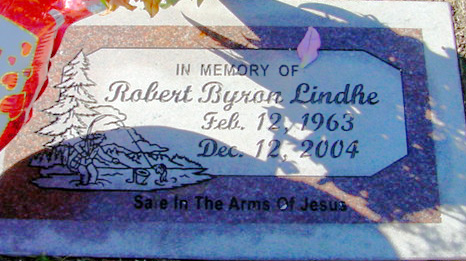 IN MEMORY OF
Robert Byron Lindhe
Feb. 12, 1963
Dec. 12, 2004
Safe In The Arms Of Jesus